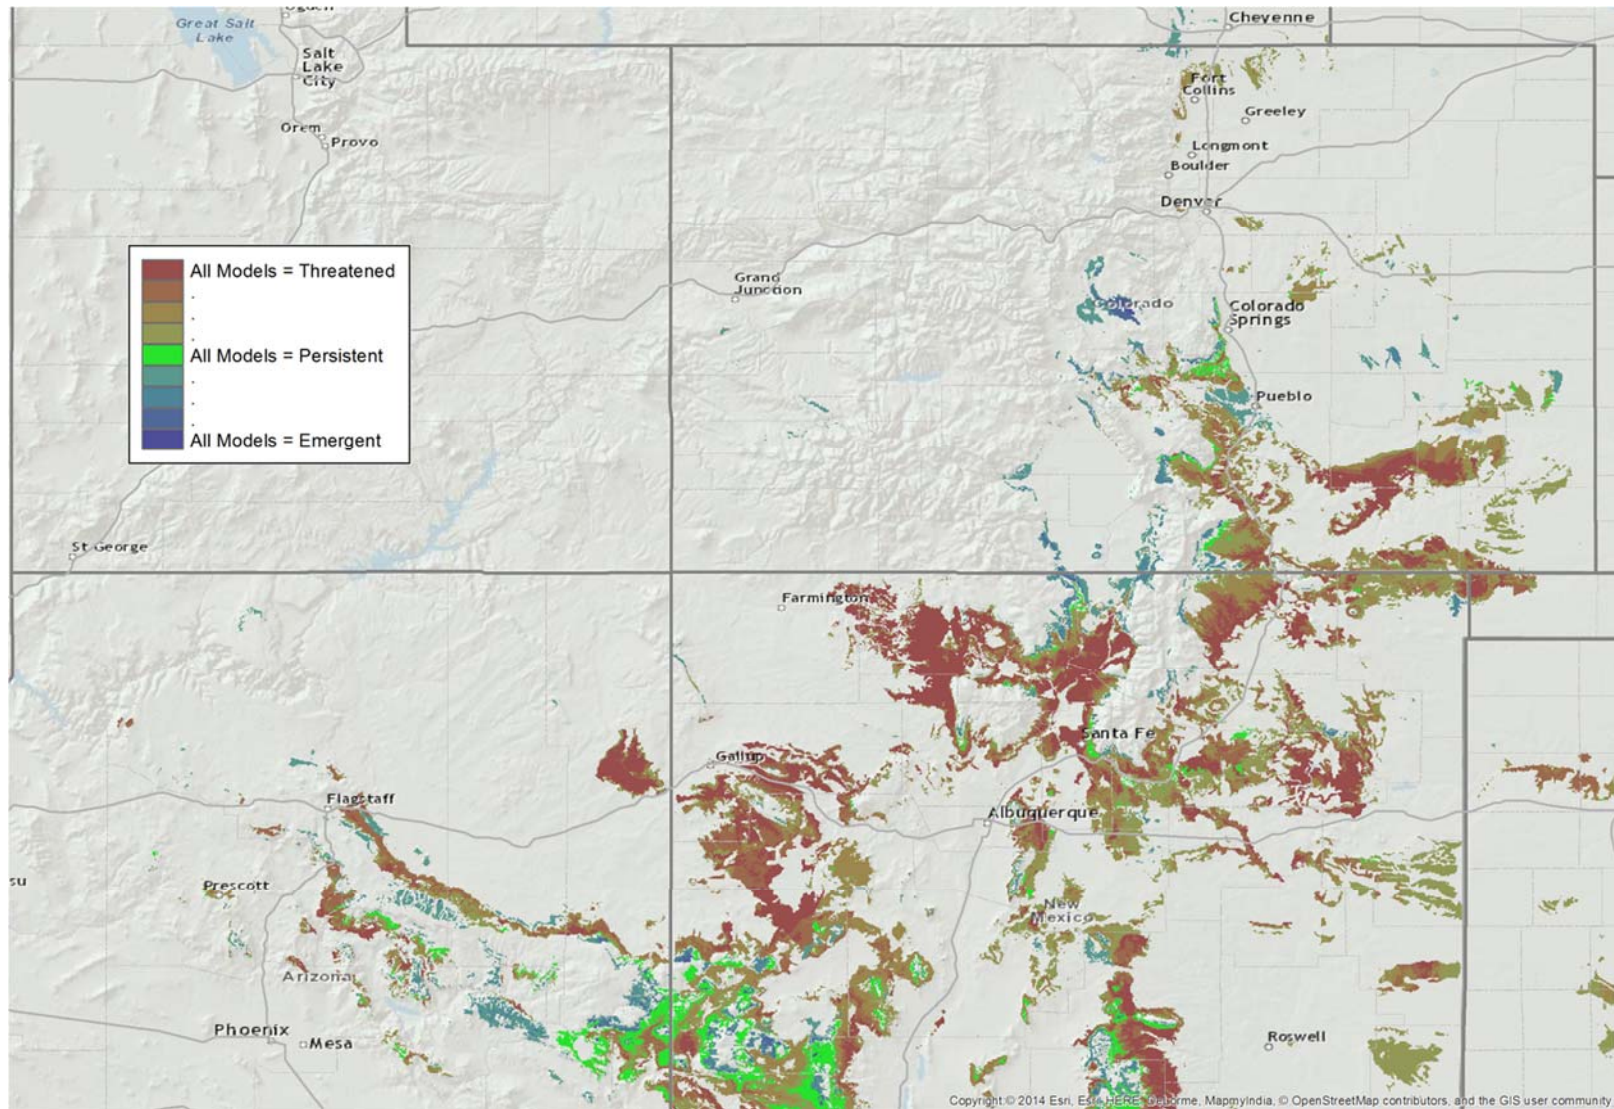 Ogden
Great Salt
Lake
Salt
Lake
City
Orem
Provo
Cheyenne
Fort
Collins
Greeley
Longmont
Boulder
Denver
All Models = Threatened
.
.
.
All Models = Persistent
.
.
.
All Models = Emergent
Grand
Junction
Colorado
Colorado
Springs
Pueblo
St George
Farmington
Santa Fe
Gallup
Flagstaff
Albuquerque
su
Prescott
New
Mexico
Arizona
Phoenix
Mesa
Roswell
Copyright:© 2014 Esri, Esri, HERE, DeLorme, MapmyIndia, © OpenStreetMap contributors, and the GIS user community